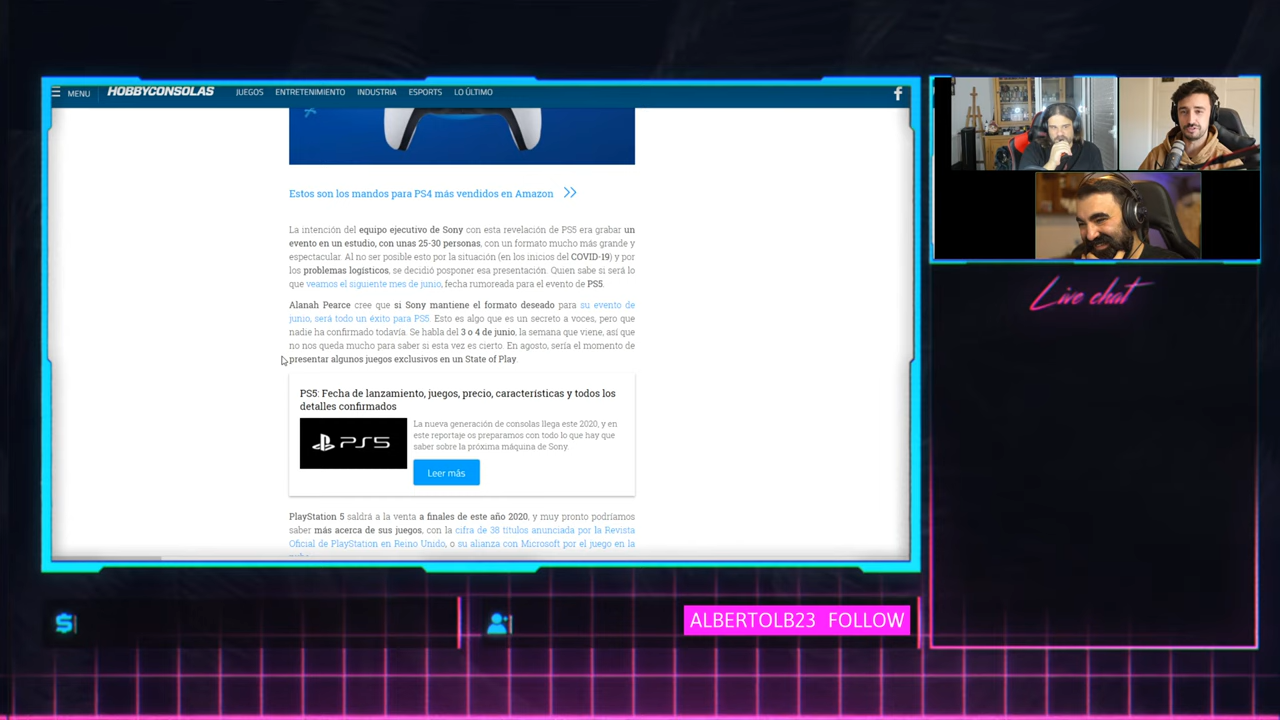 MENU
HOBBYCONSOLAS
JUEGOS
ENTRETENIMIENTO
INDUSTRIA
ESPORTS
LO ÚLTIMO
Estos son los mandos para PS4 más vendidos en Amazon
La intención del equipo ejecutivo de Sony con esta revelación de PS5 era grabar un
evento en un estudio, con unas 25-30 personas, con un formato mucho más grande y
espectacular. Al no ser posible esto por la situación (en los inicios del COVID-19) y por
los problemas logísticos, se decidió posponer esa presentación. Quien sabe si será lo
que veamos el siguiente mes de junio, fecha rumoreada para el evento de PS5.
Alanah Pearce cree que si Sony mantiene el formato deseado para su evento de
junio, será todo un éxito para PS5. Esto es algo que es un secreto a voces, pero que
nadie ha confirmado todavía. Se habla del 3 o 4 de junio, la semana que viene, así que
no nos queda mucho para saber si esta vez es cierto. En agosto, sería el momento de
presentar algunos juegos exclusivos en un State of Play.
PS5: Fecha de lanzamiento, juegos, precio, características y todos los
detalles confirmados
PS5
La nueva generación de consolas llega este 2020, y en
este reportaje os preparamos con todo lo que hay que
saber sobre la próxima máquina de Sony.
Leer más
PlayStation 5 saldrá a la venta a finales de este año 2020, y muy pronto podríamos
saber más acerca de sus juegos, con la cifra de 38 títulos anunciada por la Revista
Oficial de PlayStation en Reino Unido, o su alianza con Microsoft por el juego en la
Live chat
ALBERTOLB23 FOLLOW